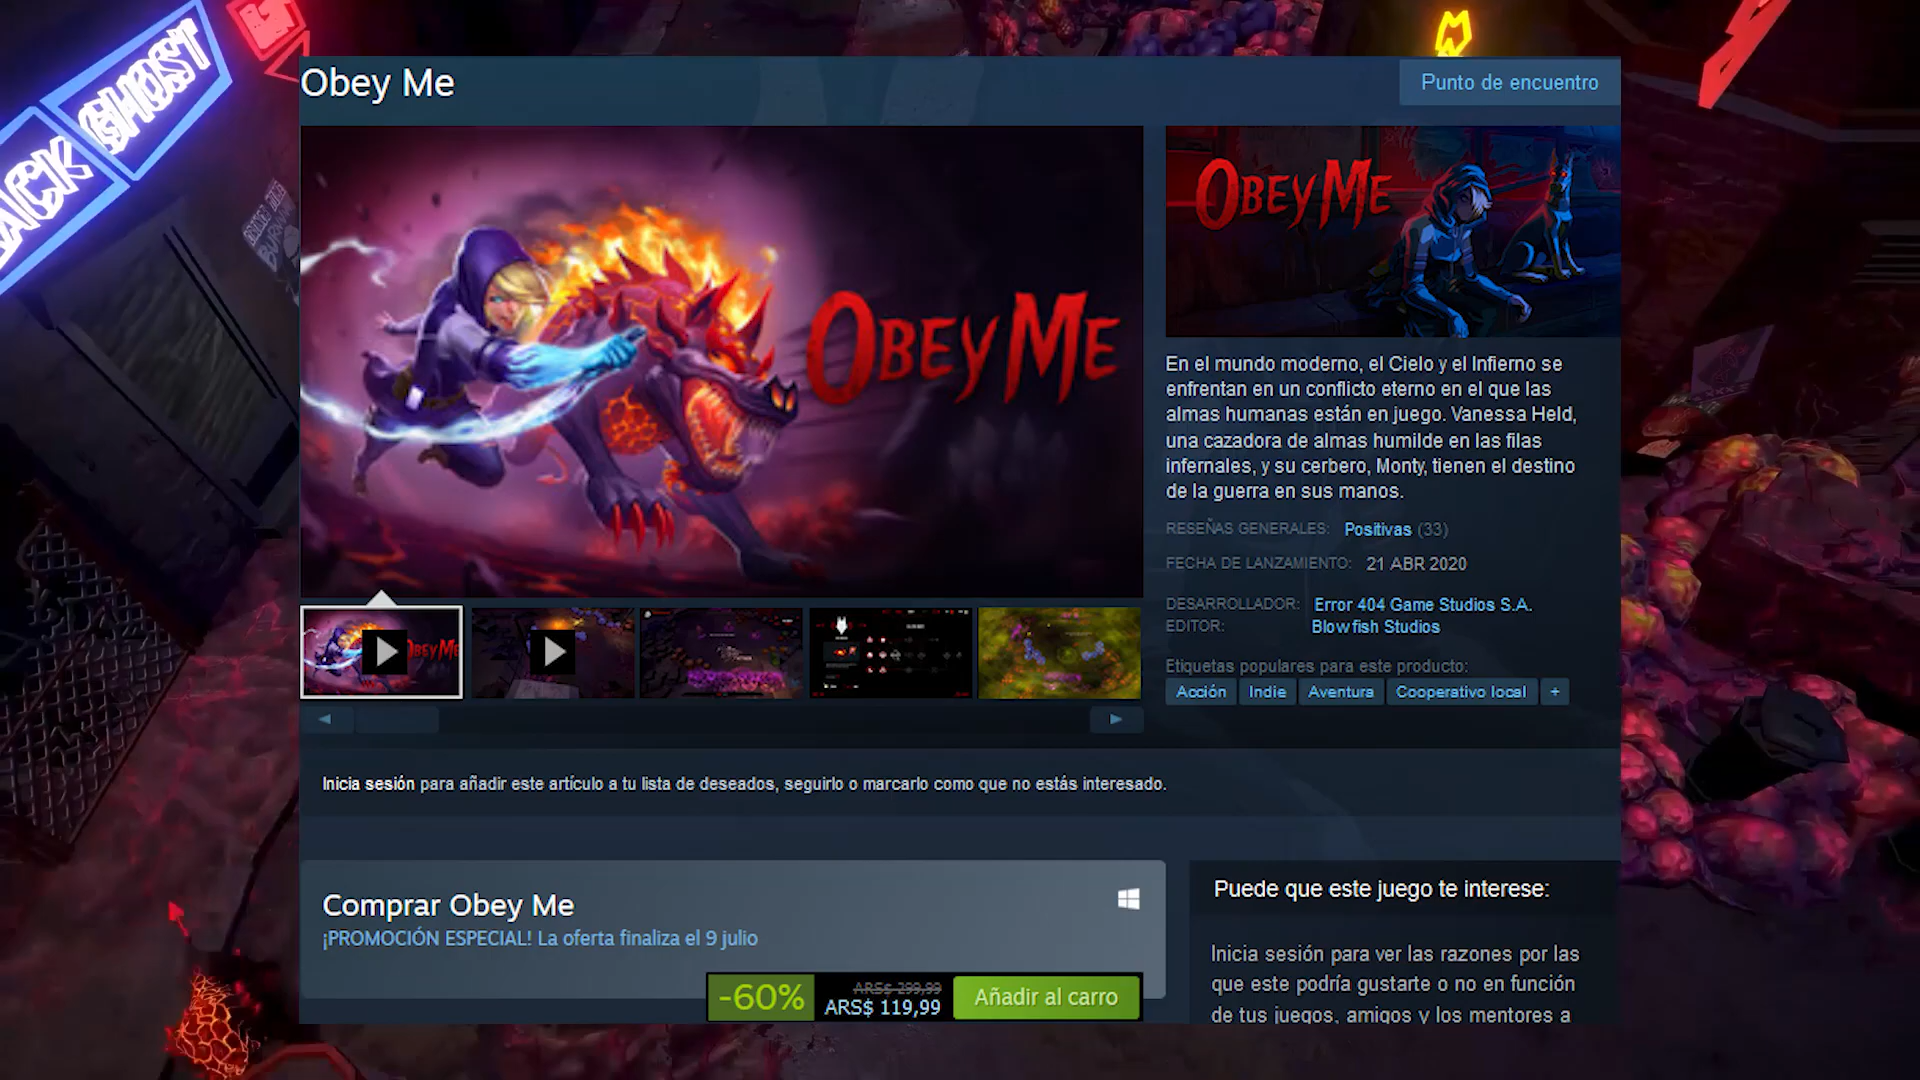 GHOST
ACK
Obey Me
Punto de encuentro
OBEY ME
OBEY ME
En el mundo moderno, el Cielo y el Infierno se
enfrentan en un conflicto eterno en el que las
almas humanas están en juego. Vanessa Held,
una cazadora de almas humilde en las filas
infernales, y su cerbero, Monty, tienen el destino
de la guerra en sus manos.
RESEÑAS GENERALES: Positivas (33)
FECHA DE LANZAMIENTO: 21 ABR 2020
DESARROLLADOR: Error 404 Game Studios S.A.
EDITOR: Blowfish Studios
Etiquetas populares para este producto:
Acción Indie Aventura Cooperativo local +
Inicia sesión para añadir este artículo a tu lista de deseados, seguirlo o marcarlo como que no estás interesado.
Comprar Obey Me
¡PROMOCIÓN ESPECIAL! La oferta finaliza el 9 julio
-60% ARS$ 299,99
ARS$ 119,99
Añadir al carro
Puede que este juego te interese:
Inicia sesión para ver las razones por las
que este podría gustarte o no en función
de tus juegos, amigos y los mentores a